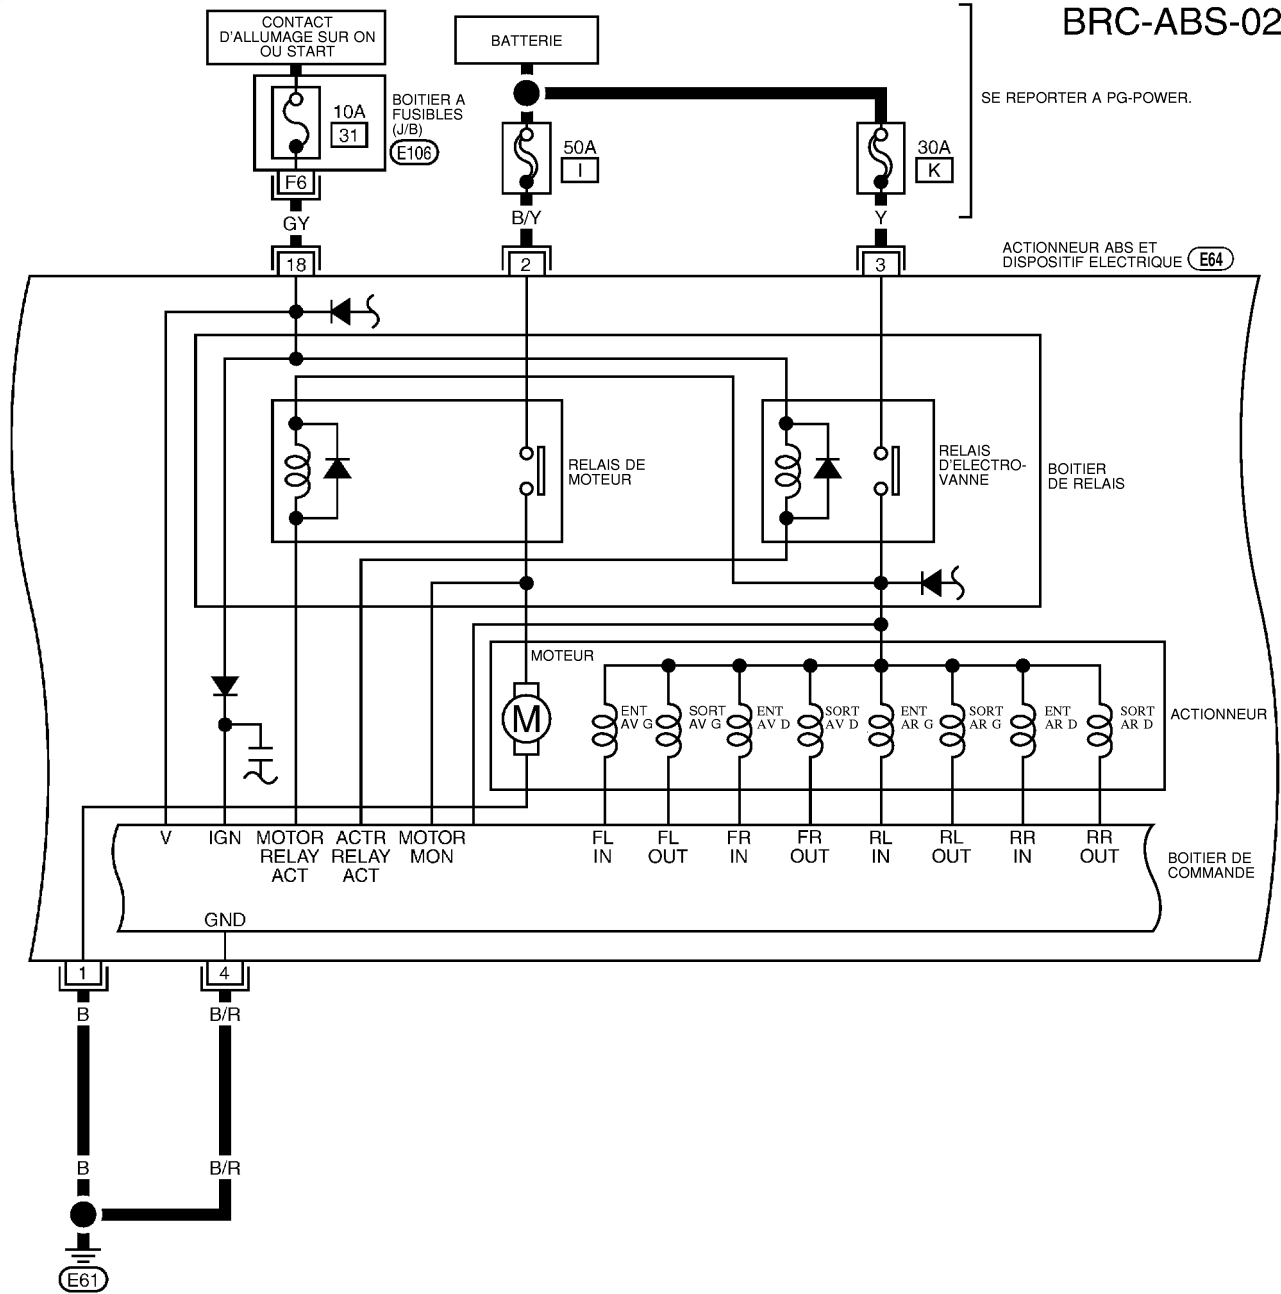 BRC-ABS-02
CONTACT
D'ALLUMAGE SUR ON
OU START
BATTERIE
SE REPORTER A PG-POWER.
10A
31
BOITIER A
FUSIBLES
(J/B)
E106
50A
I
30A
K
F6
GY
B/Y
Y
18
2
3
ACTIONNEUR ABS ET
DISPOSITIF ELECTRIQUE
E64
RELAIS DE
MOTEUR
RELAIS
D'ELECTRO-
VANNE
BOITIER
DE RELAIS
MOTEUR
M
ENT
AV G
SORT
AV G
ENT
AV D
SORT
AV D
ENT
AR G
SORT
AR G
ENT
AR D
SORT
AR D
ACTIONNEUR
V
IGN
MOTOR
RELAY
ACT
ACTR
RELAY
ACT
MOTOR
MON
FL
IN
FL
OUT
FR
IN
FR
OUT
RL
IN
RL
OUT
RR
IN
RR
OUT
BOITIER DE
COMMANDE
GND
1
4
B
B/R
B
B/R
E61